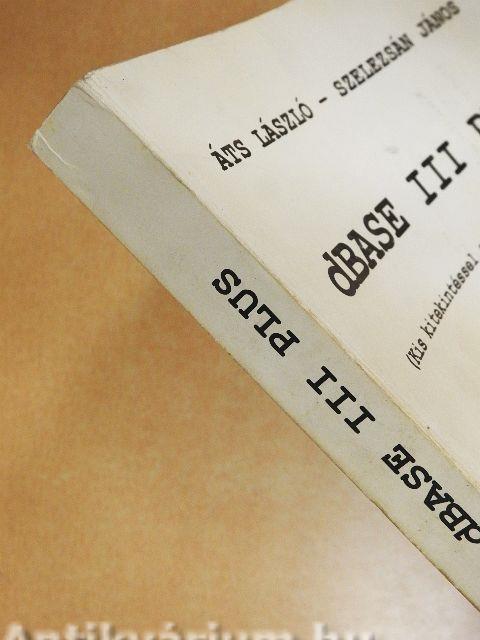 ÁTS LÁSZLÓ – SZELEZSÁN JÁNOS
dBASE III
(Kis kitekintéssel
dBASE III PLUS
Antikvárium.hu